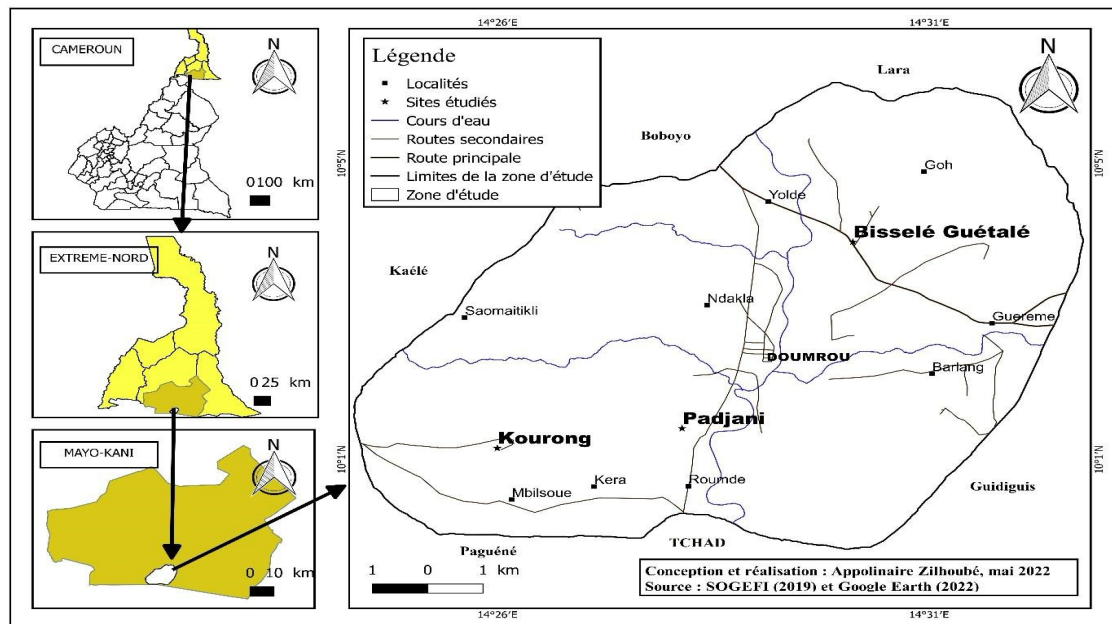 CAMEROUN
N
0 100 km
EXTREME-NORD
N
0 25 km
MAYO-KANI
N
0 10 km
14°26'E
14°31'E
Légende
Localités
Sites étudiés
Cours d'eau
Routes secondaires
Route principale
Limites de la zone d'étude
Zone d'étude
N
Lara
Boboyo
10°5'N
10°5'N
Goh
Yolde
Bisselé Guétalé
Kaélé
Saomaitikli
Ndakla
Guereme
DOUMROU
Barlang
Padjani
Kourong
10°1'N
10°1'N
Kera
Roumde
Mbilsoue
Guidiguis
TCHAD
Paguéné
1 0 1 km
Conception et réalisation : Appolinaire Zilhoubé, mai 2022
Source : SOGEFI (2019) et Google Earth (2022)
14°26'E
14°31'E